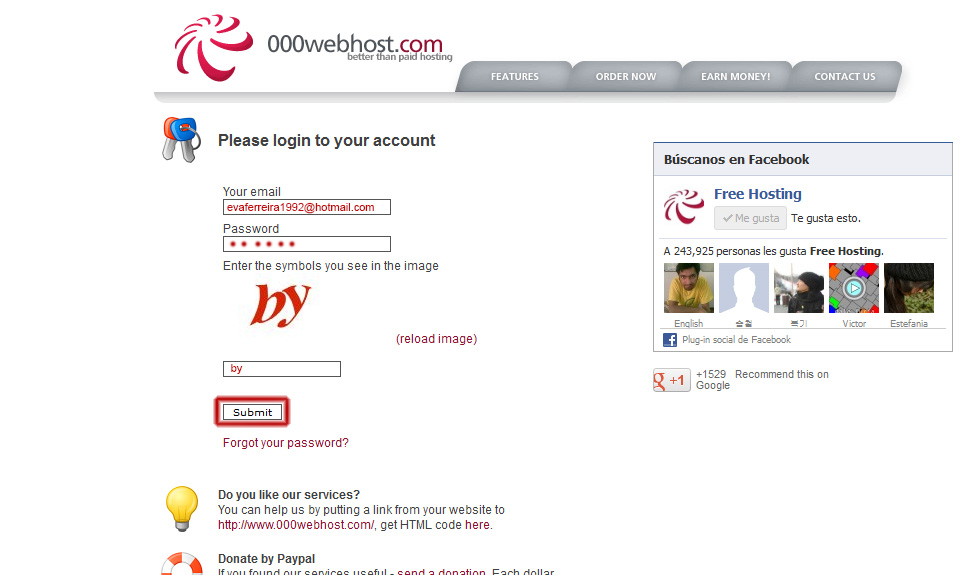 000webhost.com
better than paid hosting
FEATURES
ORDER NOW
EARN MONEY!
CONTACT US
Please login to your account
Your email
evaferreira1992@hotmail.com
Password
Enter the symbols you see in the image
by
(reload image)
by
Submit
Forgot your password?
Do you like our services?
You can help us by putting a link from your website to
http://www.000webhost.com/, get HTML code here.
Donate by Paypal
If you found our services useful - send a donation. Each dollar
Búscanos en Facebook
Free Hosting
Me gusta Te gusta esto.
A 243,925 personas les gusta Free Hosting.
English
Victor
Estefania
Plug-in social de Facebook
g +1
+1529 Recommend this on
Google